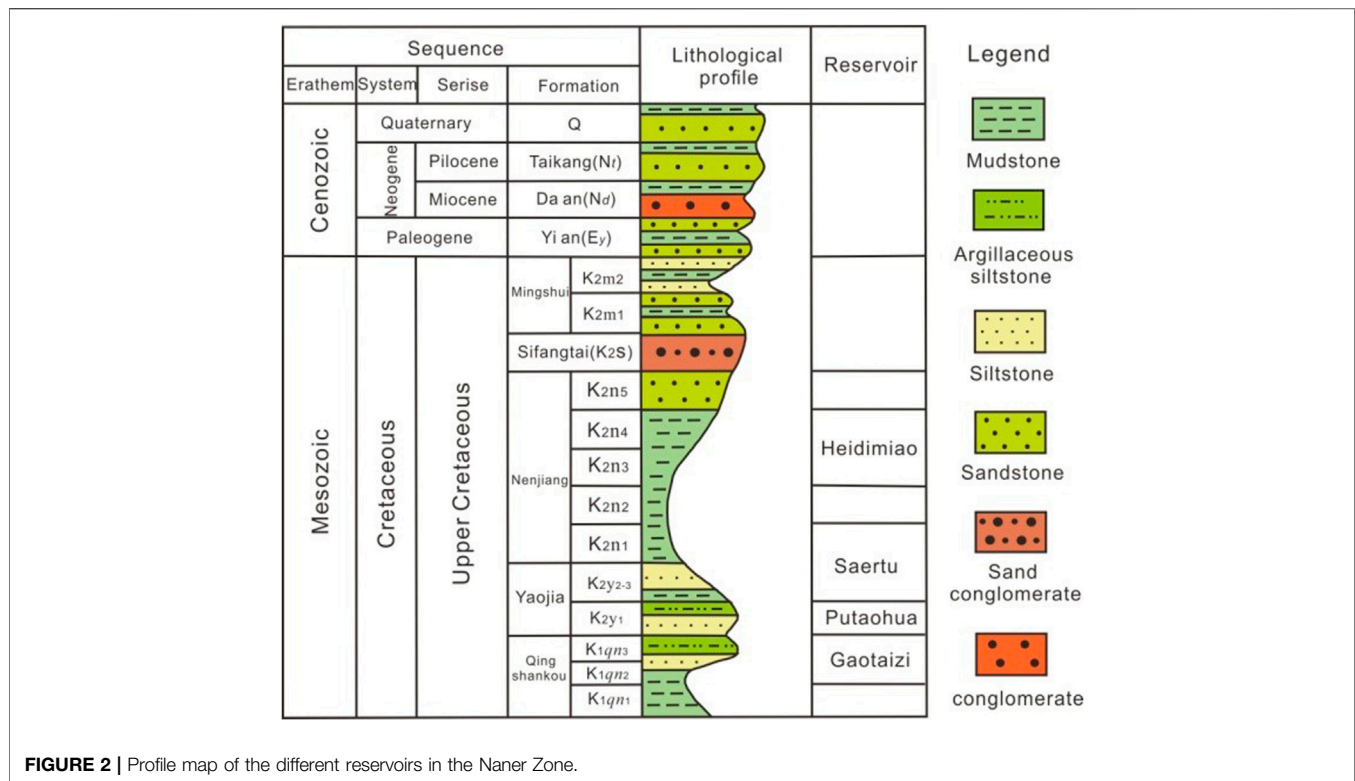 Sequence
Lithological
profile
Reservoir
Erathem
System
Serise
Formation
Cenozoic
Quaternary
Q
Neogene
Pilocene
Taikang(Nt)
Miocene
Da an(Nd)
Paleogene
Yi an(Ey)
Mesozoic
Cretaceous
Upper Cretaceous
Mingshui
K2m2
K2m1
Sifangtai(K2S)
Nenjiang
K2n5
K2n4
K2n3
K2n2
K2n1
Heidimiao
Saertu
Yaojia
K2y2-3
K2y1
Putaohua
Qing
shankou
K1qn3
K1qn2
K1qn1
Gaotaizi
Legend
Mudstone
Argillaceous
siltstone
Siltstone
Sandstone
Sand
conglomerate
conglomerate
FIGURE 2 | Profile map of the different reservoirs in the Naner Zone.